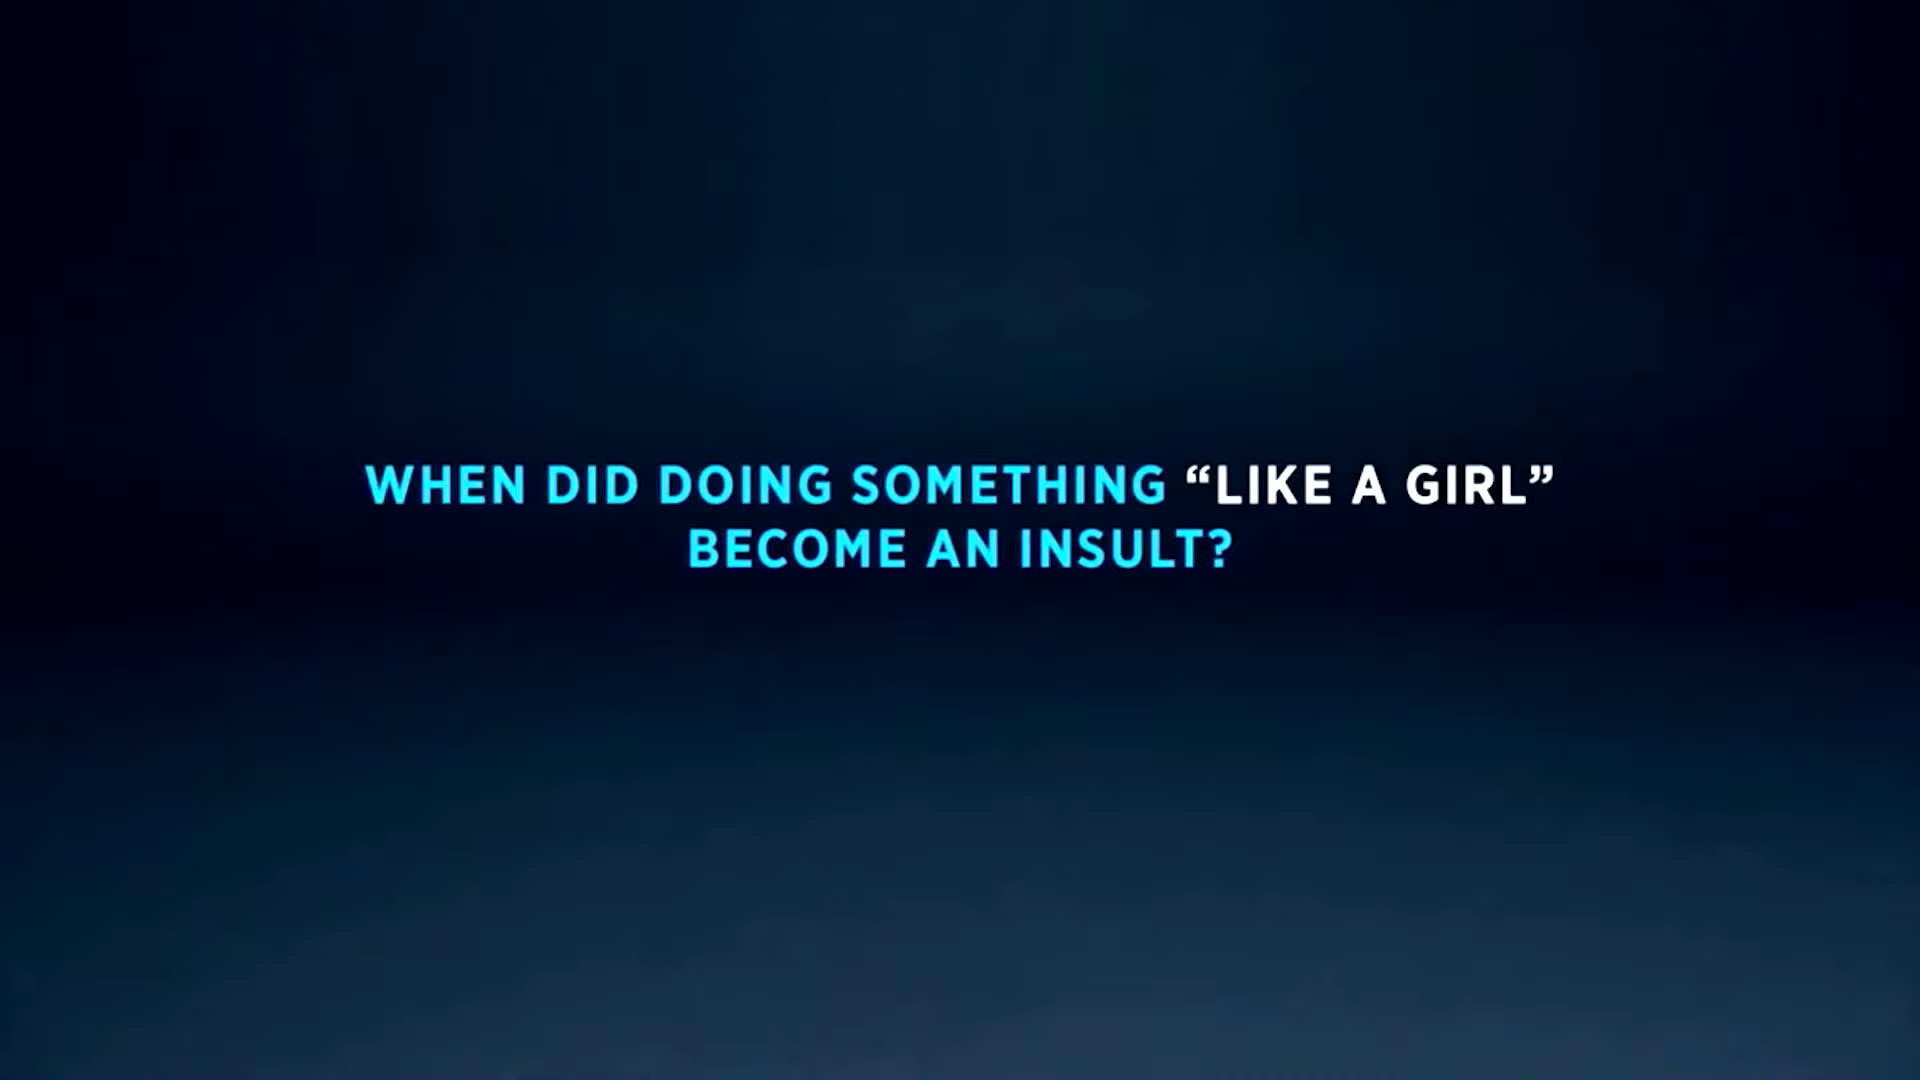 WHEN DID DOING SOMETHING “LIKE A GIRL”
BECOME AN INSULT?